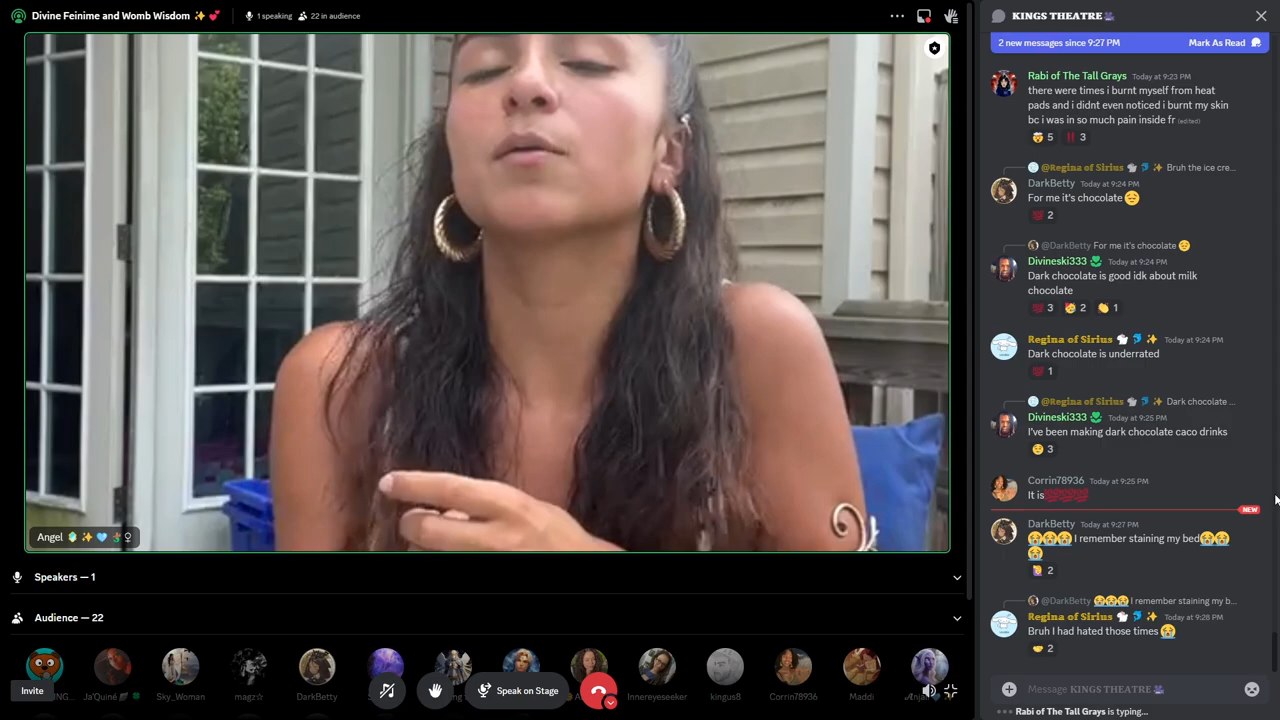 Divine Feinime and Womb Wisdom ✨ 💕
1 speaking 22 in audience
Angel
Speakers — 1
Audience — 22
Ja'Quiné
Sky_Woman
magz☆
DarkBetty
Innereyeseeker
kingus8
Corrin78936
Maddi
Invite
Speak on Stage
KINGS THEATRE
2 new messages since 9:27 PM Mark As Read
Rabi of The Tall Grays Today at 9:23 PM
there were times i burnt myself from heat
pads and i didnt even noticed i burnt my skin
bc i was in so much pain inside fr (edited)
🤯 5 ‼️ 3
@Regina of Sirius Bruh the ice cre...
DarkBetty Today at 9:24 PM
For me it's chocolate 😔
💯 2
@DarkBetty For me it's chocolate 😔
Divineski333 Today at 9:24 PM
Dark chocolate is good idk about milk
chocolate
💯 3 🥳 2 👏 1
Regina of Sirius Today at 9:24 PM
Dark chocolate is underrated
💯 1
@Regina of Sirius Dark chocolate ...
Divineski333 Today at 9:25 PM
I've been making dark chocolate caco drinks
3
Corrin78936 Today at 9:25 PM
It is💯💯💯💯
NEW
DarkBetty Today at 9:27 PM
😭😭😭 I remember staining my bed😭😭
😭
2
@DarkBetty 😭😭😭 I remember staining my b...
Regina of Sirius Today at 9:28 PM
Bruh I had hated those times 😭
2
Message KINGS THEATRE
Rabi of The Tall Grays is typing...